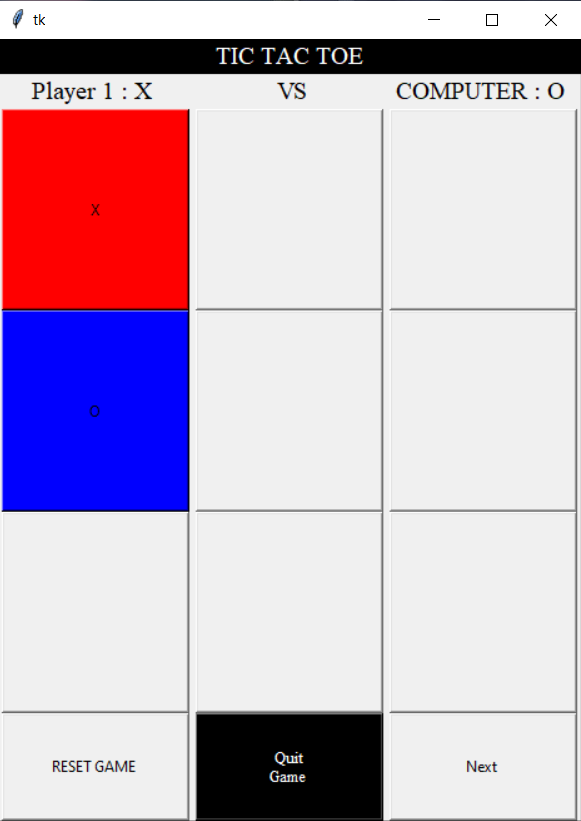 tk
TIC TAC TOE
Player 1 : X
VS
COMPUTER : O
X
O
RESET GAME
Quit
Game
Next